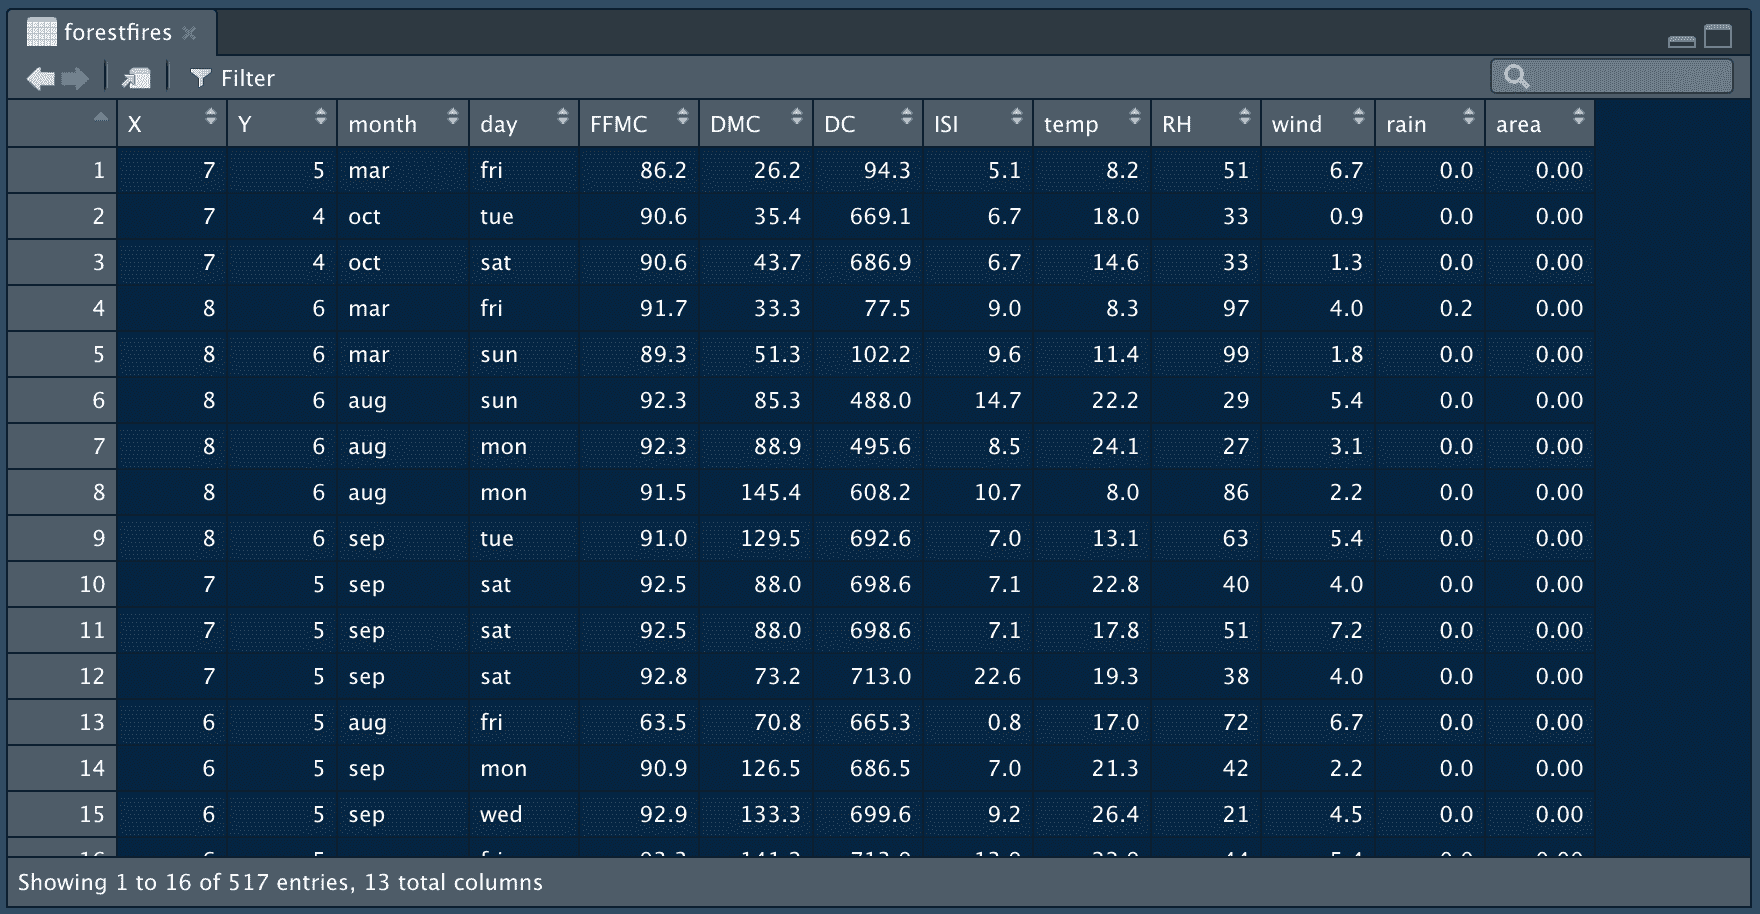 forestfires
Filter
X Y month day FFMC DMC DC ISI temp RH wind rain area
1 7 5 mar fri 86.2 26.2 94.3 5.1 8.2 51 6.7 0.0 0.00
2 7 4 oct tue 90.6 35.4 669.1 6.7 18.0 33 0.9 0.0 0.00
3 7 4 oct sat 90.6 43.7 686.9 6.7 14.6 33 1.3 0.0 0.00
4 8 6 mar fri 91.7 33.3 77.5 9.0 8.3 97 4.0 0.2 0.00
5 8 6 mar sun 89.3 51.3 102.2 9.6 11.4 99 1.8 0.0 0.00
6 8 6 aug sun 92.3 85.3 488.0 14.7 22.2 29 5.4 0.0 0.00
7 8 6 aug mon 92.3 88.9 495.6 8.5 24.1 27 3.1 0.0 0.00
8 8 6 aug mon 91.5 145.4 608.2 10.7 8.0 86 2.2 0.0 0.00
9 8 6 sep tue 91.0 129.5 692.6 7.0 13.1 63 5.4 0.0 0.00
10 7 5 sep sat 92.5 88.0 698.6 7.1 22.8 40 4.0 0.0 0.00
11 7 5 sep sat 92.5 88.0 698.6 7.1 17.8 51 7.2 0.0 0.00
12 7 5 sep sat 92.8 73.2 713.0 22.6 19.3 38 4.0 0.0 0.00
13 6 5 aug fri 63.5 70.8 665.3 0.8 17.0 72 6.7 0.0 0.00
14 6 5 sep mon 90.9 126.5 686.5 7.0 21.3 42 2.2 0.0 0.00
15 6 5 sep wed 92.9 133.3 699.6 9.2 26.4 21 4.5 0.0 0.00
Showing 1 to 16 of 517 entries, 13 total columns